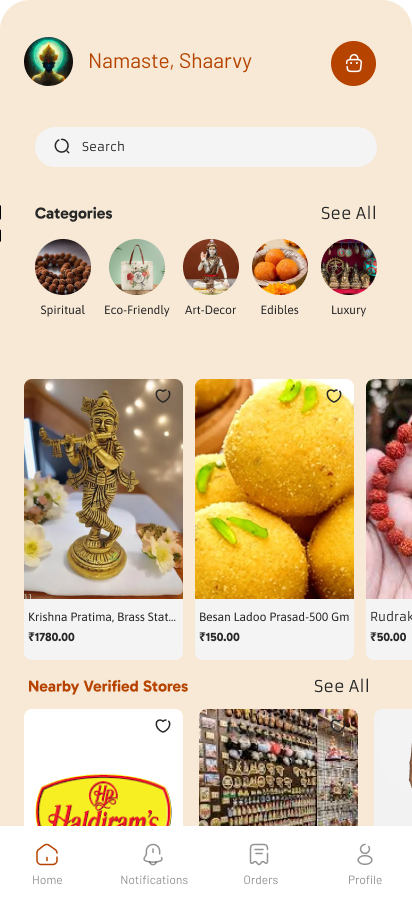 Namaste, Shaarvy
Search
Categories
See All
Spiritual
Eco-Friendly
Art-Decor
Edibles
Luxury
Krishna Pratima, Brass Stat...
₹1780.00
Besan Ladoo Prasad-500 Gm
₹150.00
Rudrak
₹50.00
Nearby Verified Stores
See All
HR
Haldiram's
Home
Notifications
Orders
Profile